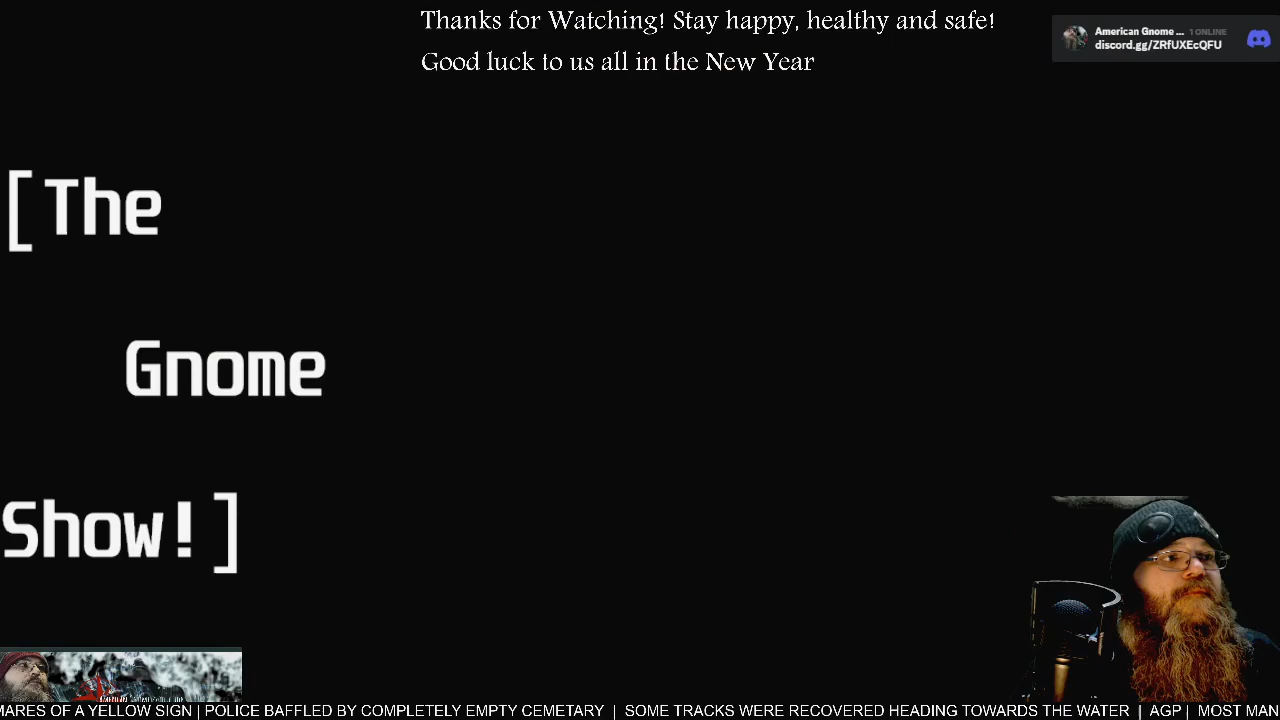 Thanks for Watching! Stay happy, healthy and safe!
Good luck to us all in the New Year
American Gnome ... 1 ONLINE
discord.gg/ZRfUXEcQFU
[The
Gnome
Show!]
MARES OF A YELLOW SIGN | POLICE BAFFLED BY COMPLETELY EMPTY CEMETARY | SOME TRACKS WERE RECOVERED HEADING TOWARDS THE WATER | AGP | MOST MAN